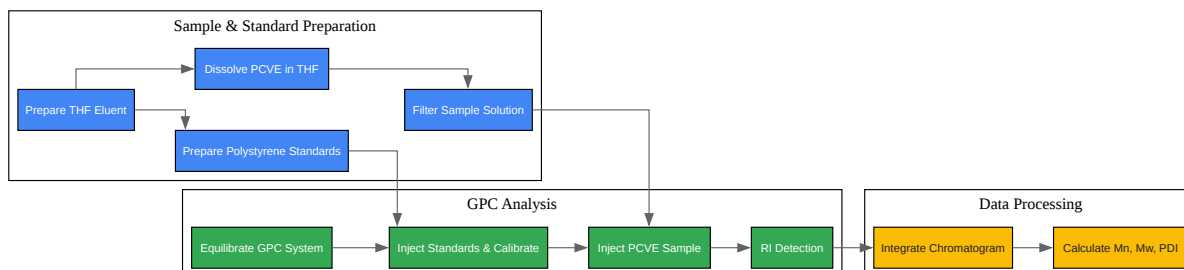 Sample & Standard Preparation
Dissolve PCVE in THF
Prepare THF Eluent
Filter Sample Solution
Prepare Polystyrene Standards
GPC Analysis
Data Processing
Equilibrate GPC System
Inject Standards & Calibrate
Inject PCVE Sample
RI Detection
Integrate Chromatogram
Calculate Mn, Mw, PDI